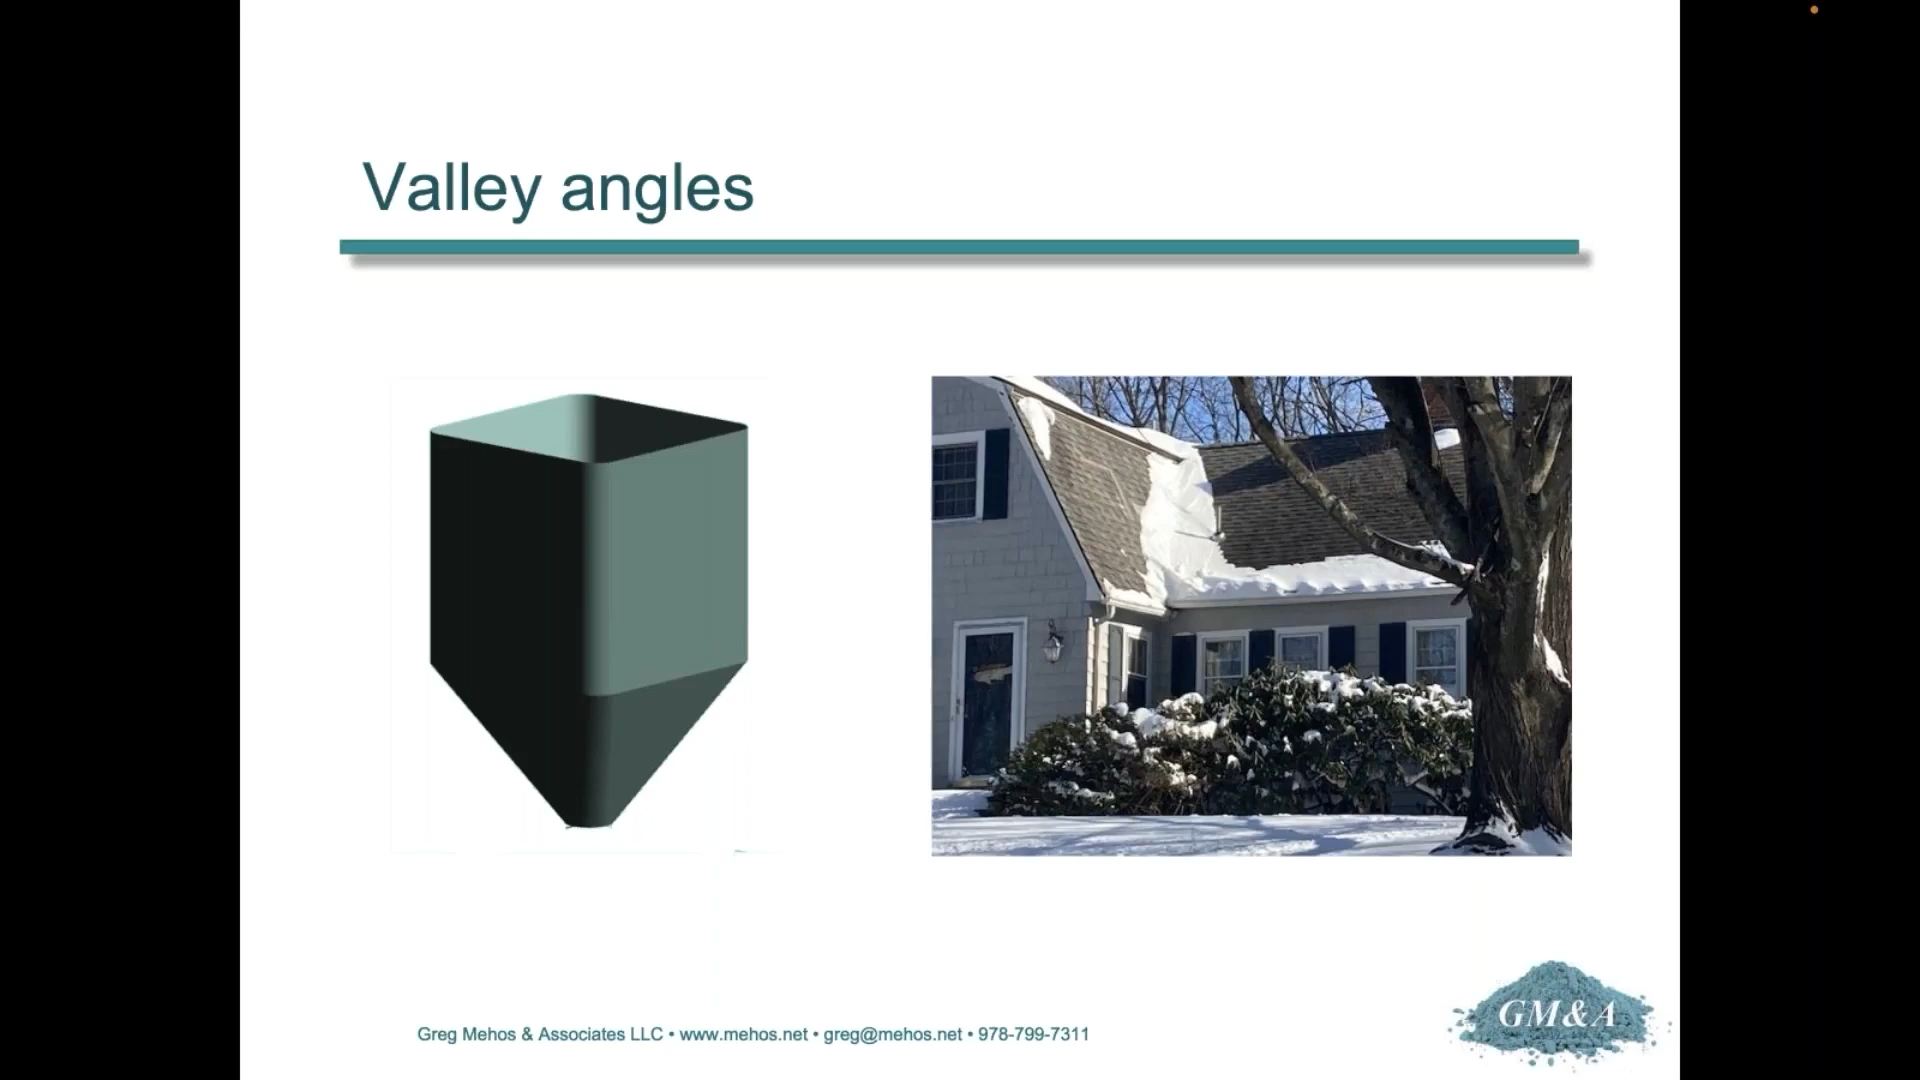 Valley angles
Greg Mehos & Associates LLC • www.mehos.net • greg@mehos.net • 978-799-7311
GM&A